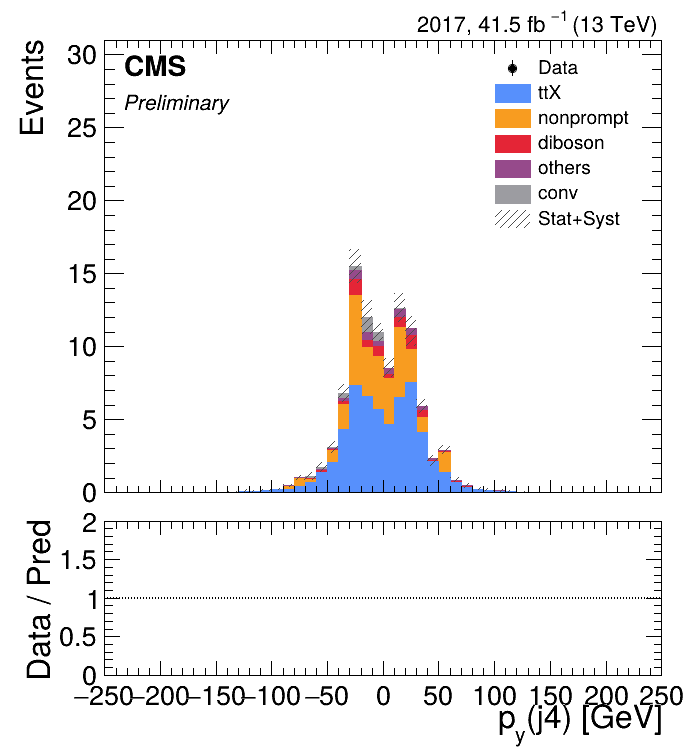 2017, 41.5 fb⁻¹ (13 TeV)
CMS
Preliminary
Events
30
25
20
15
10
5
0
Data
ttX
nonprompt
diboson
others
conv
Stat+Syst
Data / Pred
2
1.5
1
0.5
0
−250 −200 −150 −100 −50 0 50 100 150 200 250
p_y(j4) [GeV]